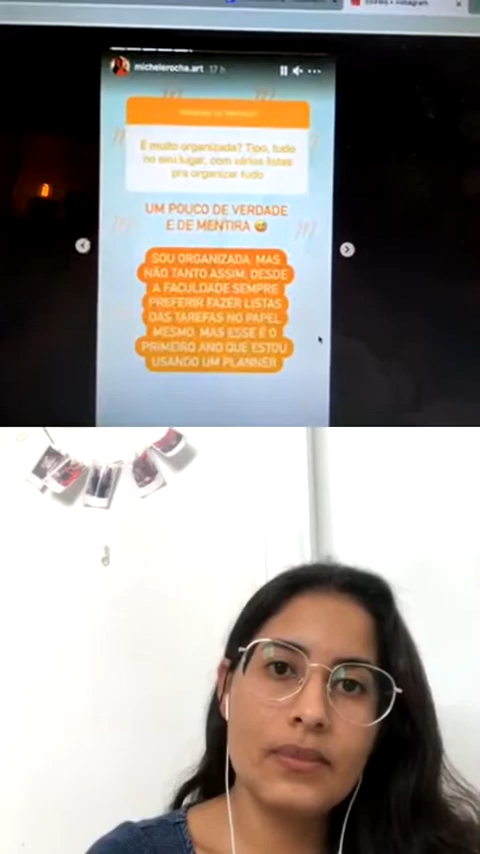 michelerocha.art 17 h
É muito organizada? Tipo, tudo
no seu lugar, com várias listas
pra organizar tudo
UM POUCO DE VERDADE
E DE MENTIRA 😅
SOU ORGANIZADA, MAS
NÃO TANTO ASSIM, DESDE
A FACULDADE SEMPRE
PREFERIR FAZER LISTAS
DAS TAREFAS NO PAPEL
MESMO, MAS ESSE É O
PRIMEIRO ANO QUE ESTOU
USANDO UM PLANNER